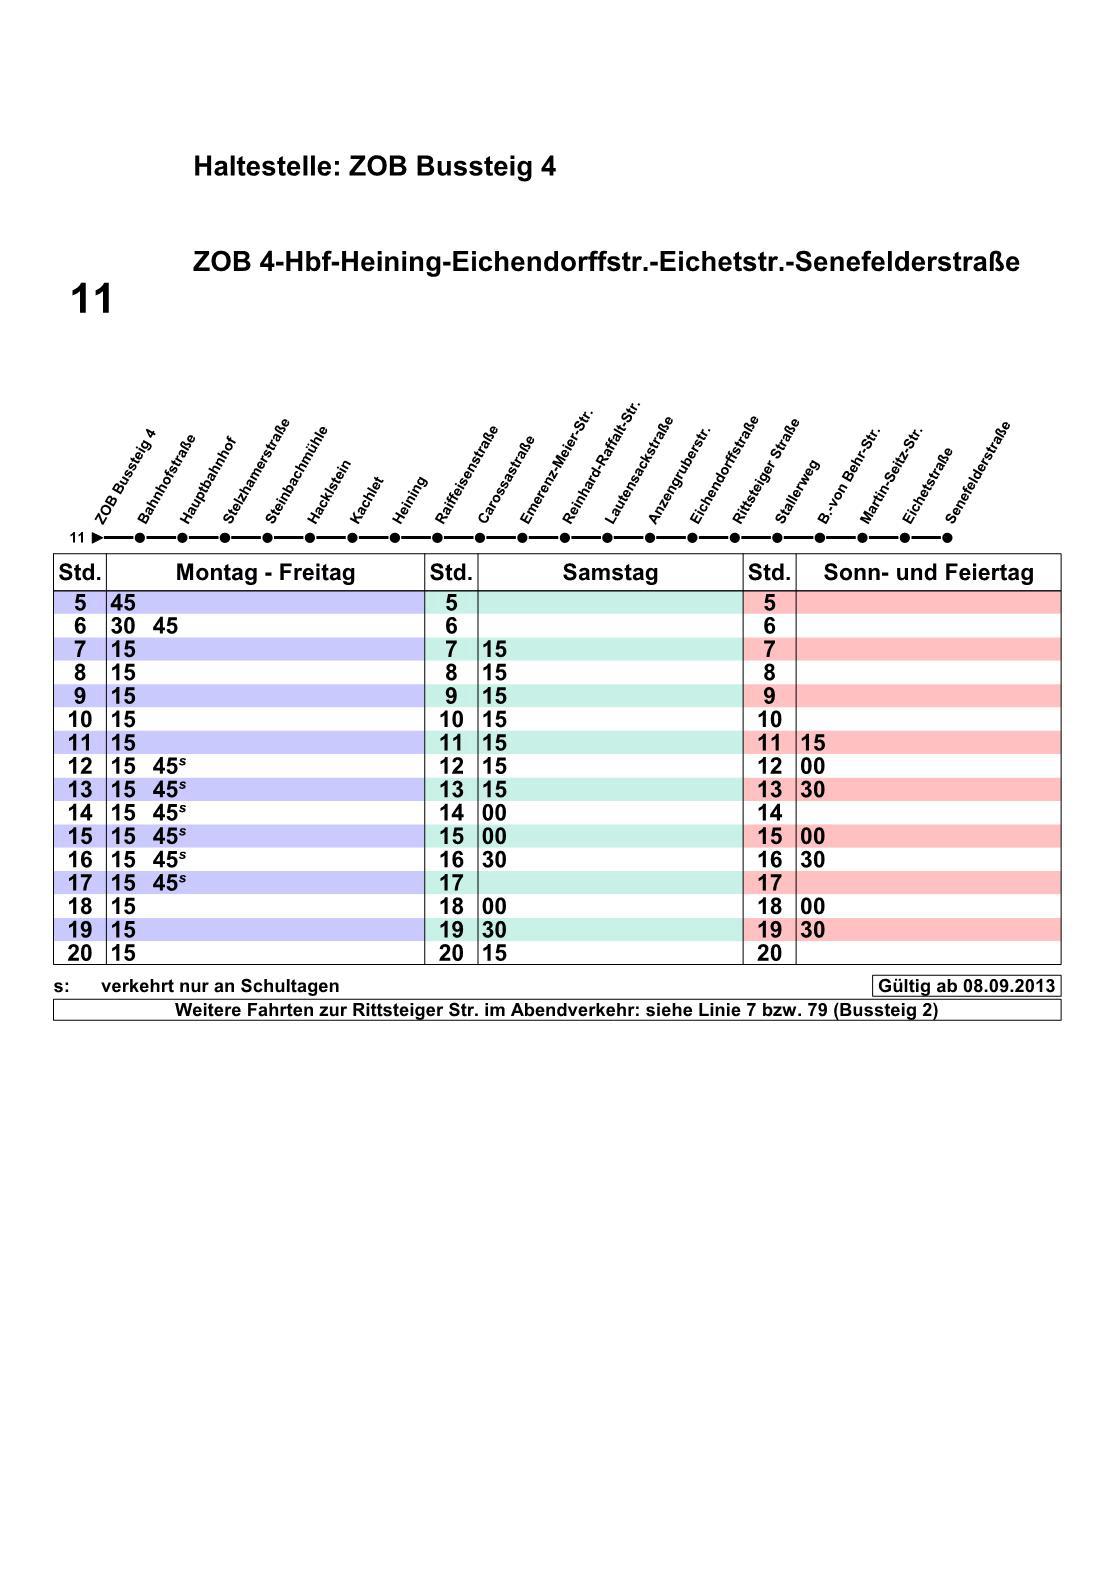 Haltestelle: ZOB Bussteig 4
ZOB 4-Hbf-Heining-Eichendorffstr.-Eichetstr.-Senefelderstraße
11
ZOB Bussteig 4
Bahnhofstraße
Hauptbahnhof
Stelzhamerstraße
Steinbachmühle
Hacklstein
Kachlet
Heining
Raiffeisenstraße
Carossastraße
Emerenz-Meier-Str.
Reinhard-Raffalt-Str.
Lautensackstraße
Anzengruberstr.
Eichendorffstraße
Rittsteiger Straße
Stallerweg
B.-von Behr-Str.
Martin-Seitz-Str.
Eichetstraße
Senefelderstraße
11
Std. Montag - Freitag Std. Samstag Std. Sonn- und Feiertag
5 45 5 5
6 30 45 6 6
7 15 7 15 7
8 15 8 15 8
9 15 9 15 9
10 15 10 15 10
11 15 11 15 11 15
12 15 45s 12 15 12 00
13 15 45s 13 15 13 30
14 15 45s 14 00 14
15 15 45s 15 00 15 00
16 15 45s 16 30 16 30
17 15 45s 17 17
18 15 18 00 18 00
19 15 19 30 19 30
20 15 20 15 20
s: verkehrt nur an Schultagen Gültig ab 08.09.2013
Weitere Fahrten zur Rittsteiger Str. im Abendverkehr: siehe Linie 7 bzw. 79 (Bussteig 2)